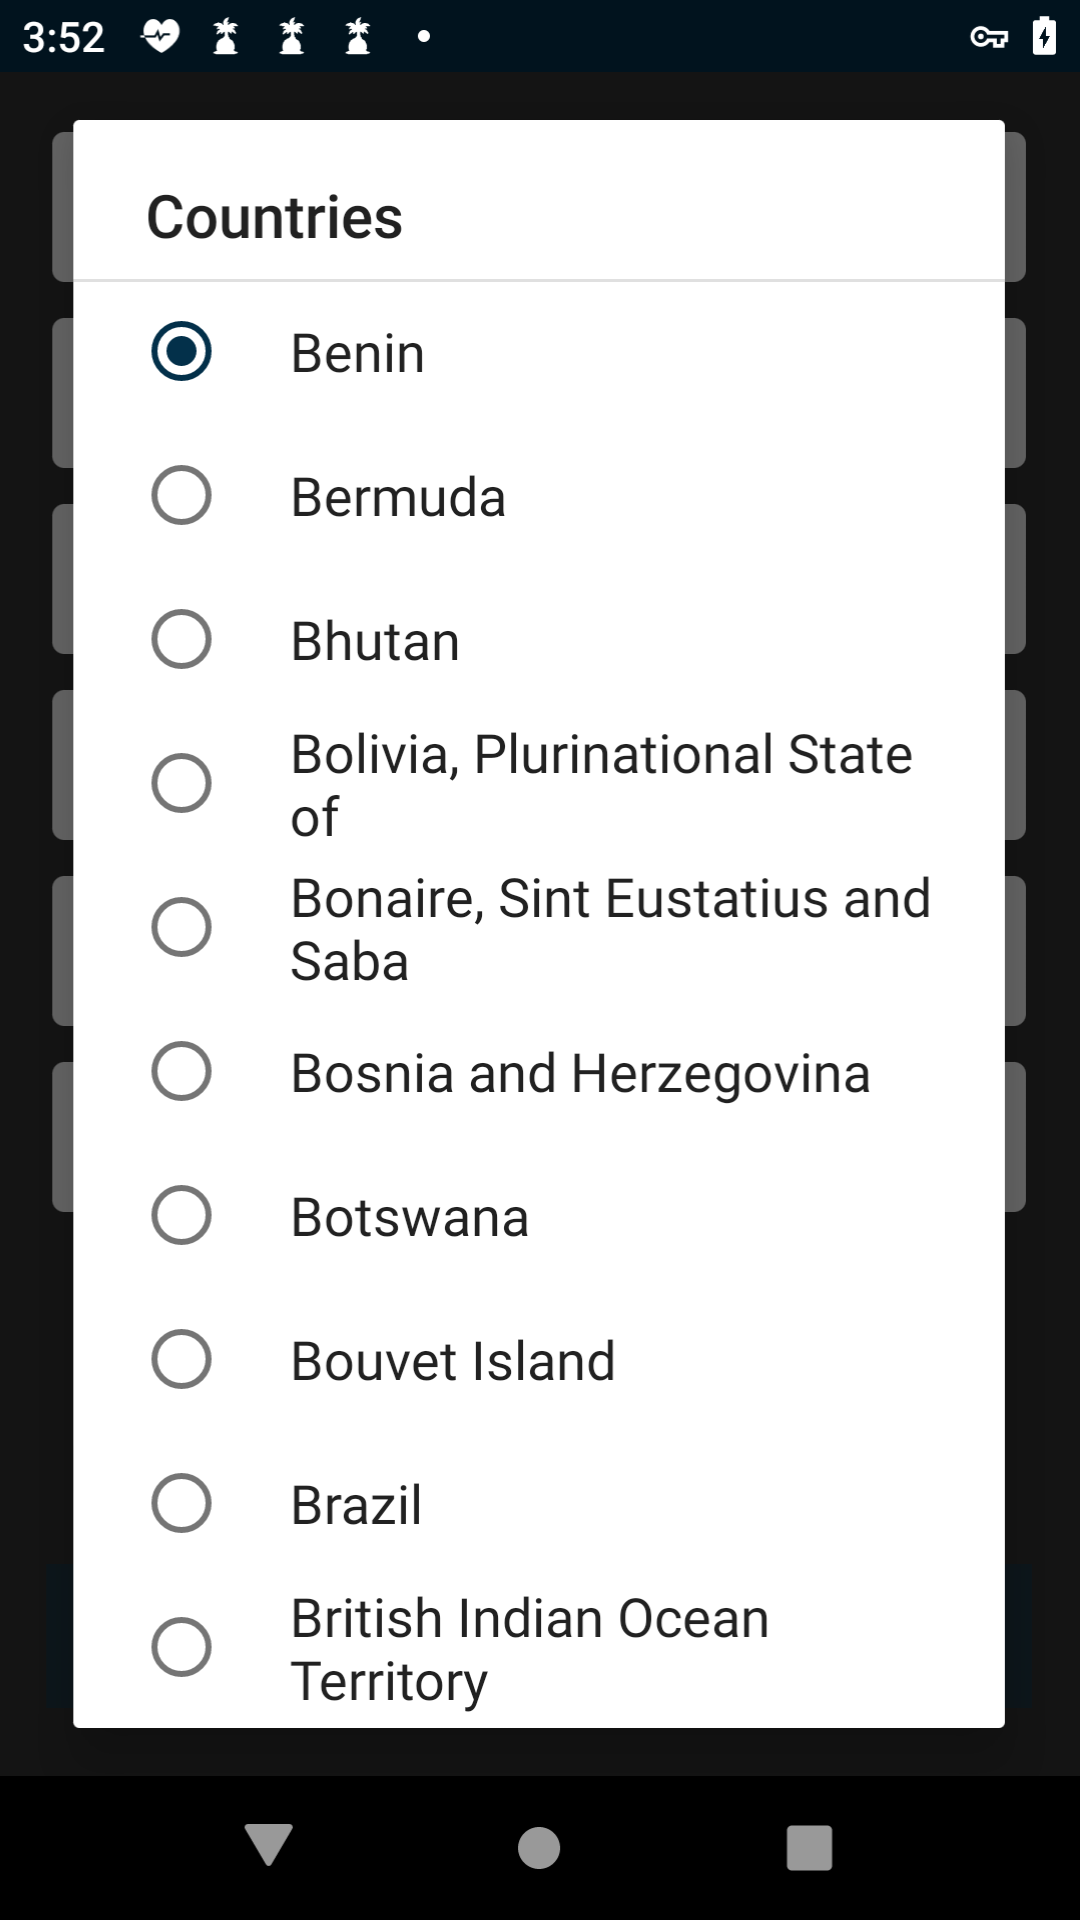 3:52
Countries
Benin
Bermuda
Bhutan
Bolivia, Plurinational State
of
Bonaire, Sint Eustatius and
Saba
Bosnia and Herzegovina
Botswana
Bouvet Island
Brazil
British Indian Ocean
Territory